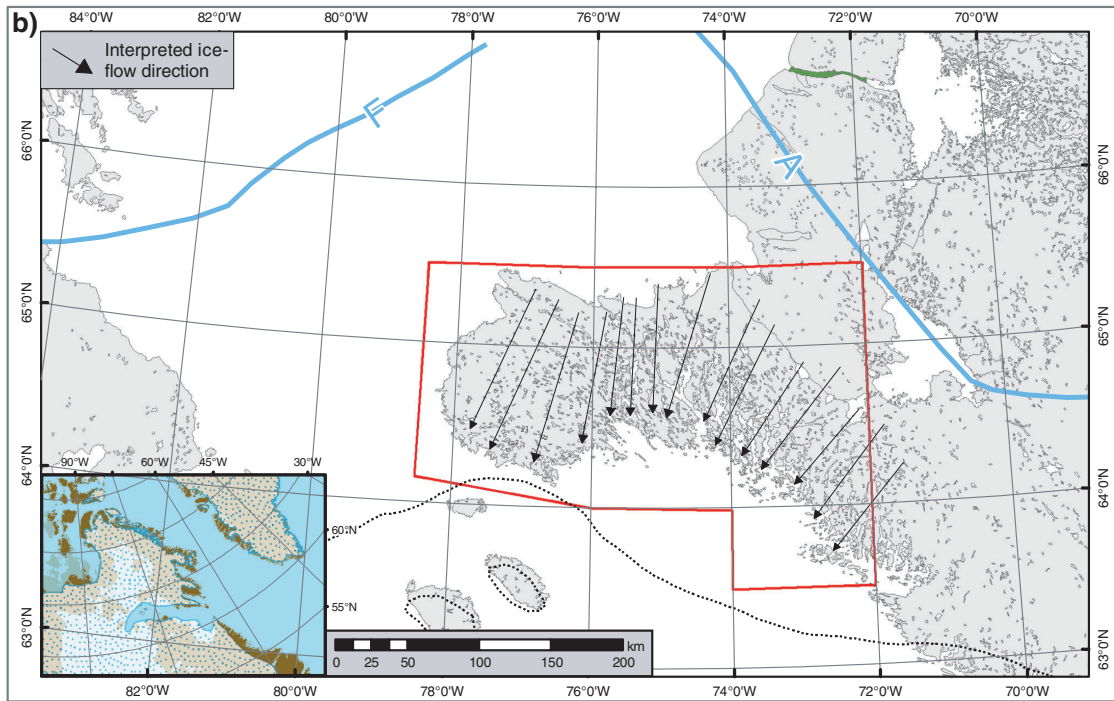 b)
84°0'W 82°0'W 80°0'W 78°0'W 76°0'W 74°0'W 72°0'W 70°0'W
Interpreted ice-
flow direction
F
A
66°0'N
66°0'N
65°0'N
65°0'N
64°0'N
64°0'N
63°0'N
63°0'N
90°W 60°W 45°W 30°W
60°N
55°N
km
0 25 50 100 150 200
82°0'W 80°0'W 78°0'W 76°0'W 74°0'W 72°0'W 70°0'W